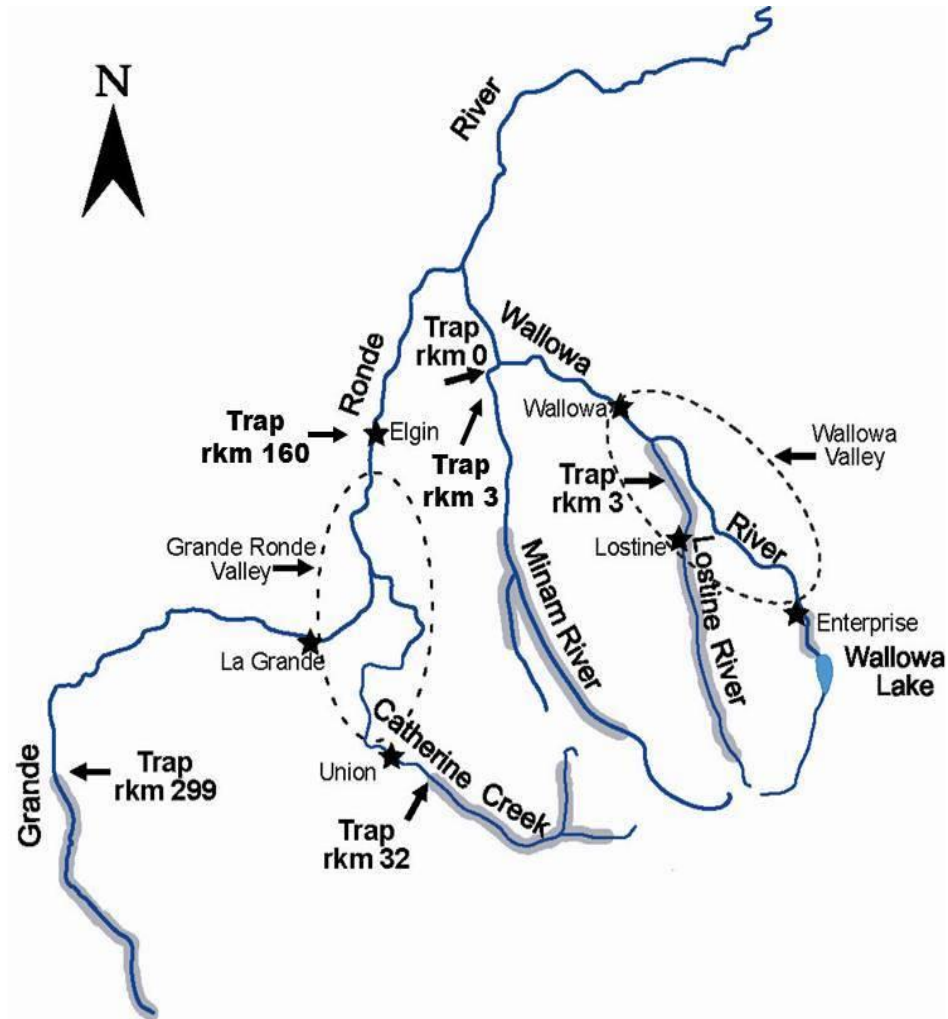 N
River
Wallowa
Trap
rkm 0
Ronde
Wallowa
Wallowa
Valley
Elgin
Trap
rkm 160
Trap
rkm 3
Trap
rkm 3
River
Grande Ronde
Valley
Lostine
Lostine River
Minam River
Enterprise
La Grande
Wallowa
Lake
Catherine Creek
Union
Grande
Trap
rkm 299
Trap
rkm 32